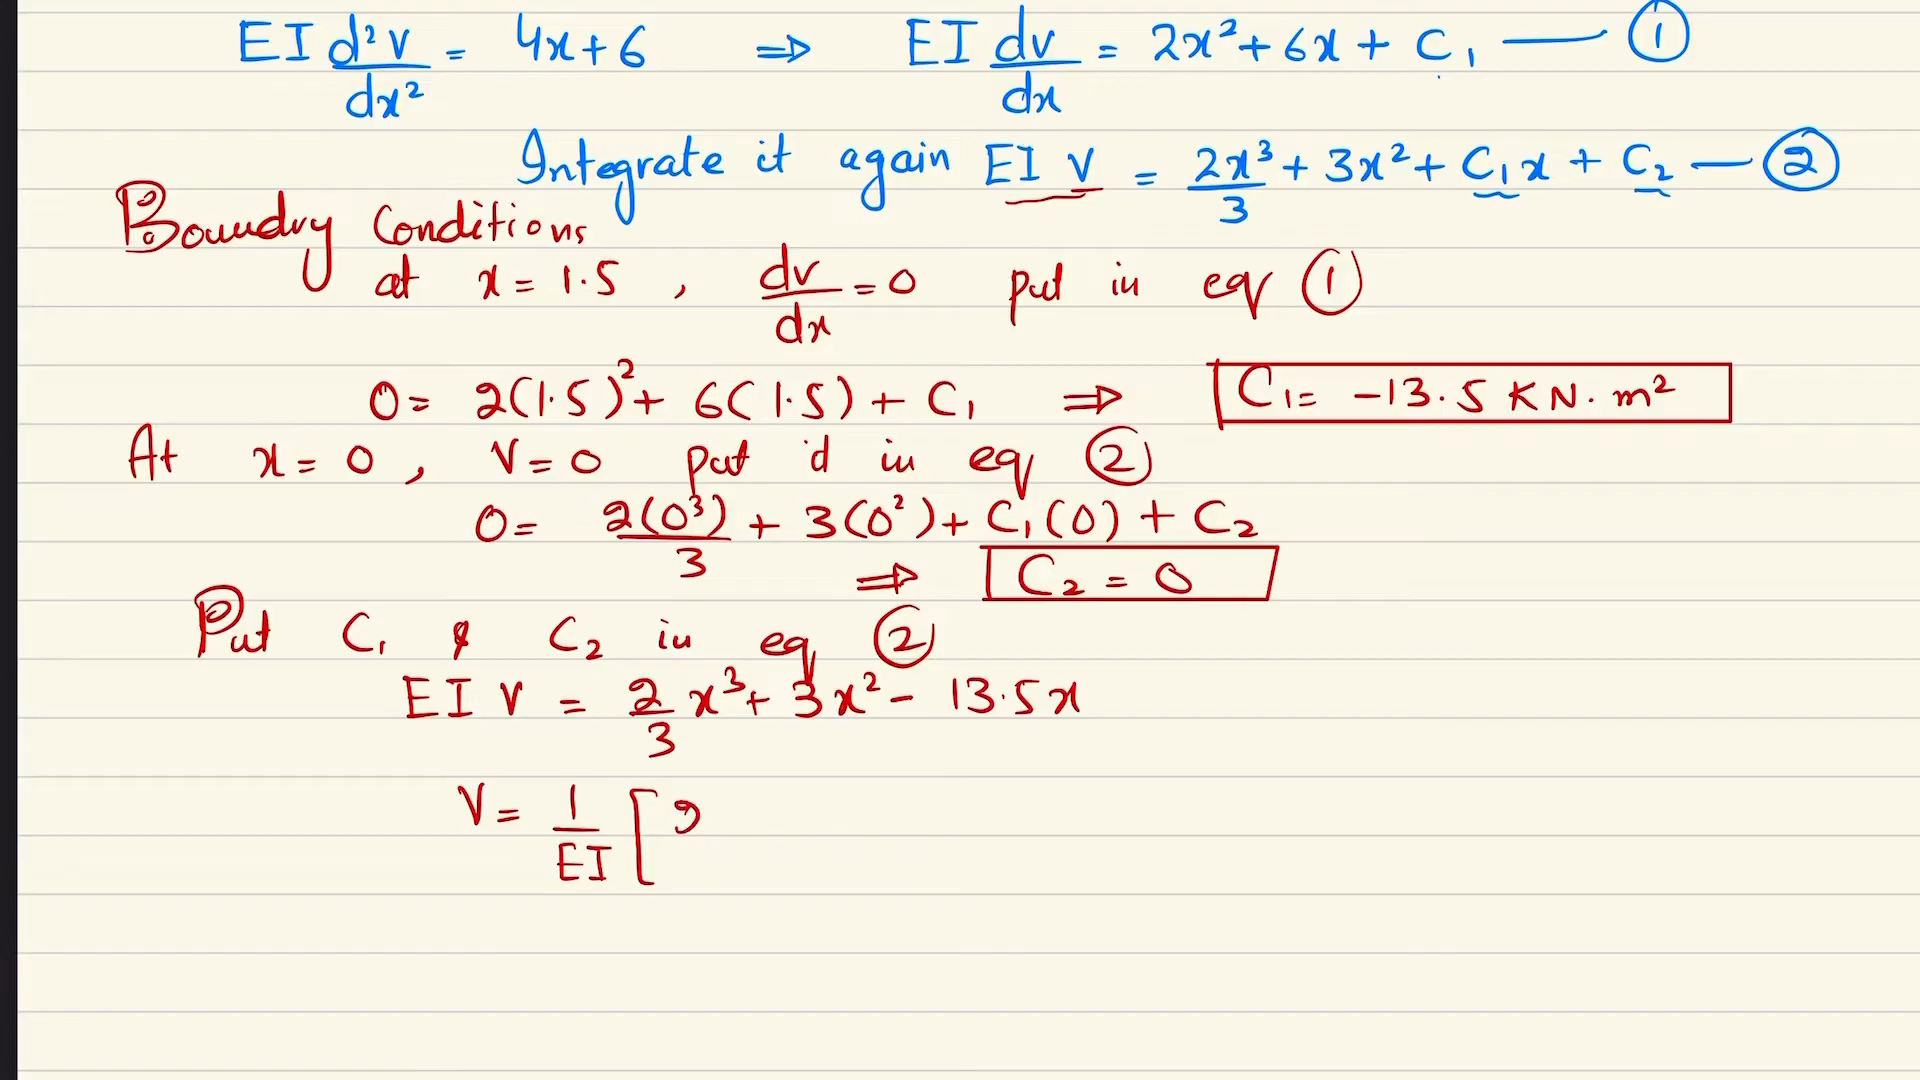 EI d²v/dx² = 4x+6 ⇒ EI dv/dx = 2x²+6x+C₁ — ①
Integrate it again EI V = 2x³/3 + 3x² + C₁x + C₂ — ②
Boundry Conditions
at x = 1.5 , dv/dx = 0 put in eq ①
0 = 2(1.5)² + 6(1.5) + C₁ ⇒ C₁ = -13.5 KN.m²
At x = 0 , V = 0 put it in eq ②
0 = 2(0³)/3 + 3(0²) + C₁(0) + C₂
⇒ C₂ = 0
Put C₁ & C₂ in eq ②
EI V = 2/3 x³ + 3x² - 13.5x
V = 1/EI [